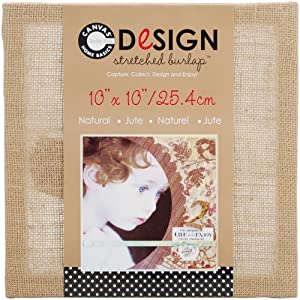 CANVAS
HOME BASICS
DESIGN
stretched burlap™
Capture, Collect, Design and Enjoy!
10" x 10"/25.4cm
Natural • Jute • Naturel • Jute
LIFE
ENJOY